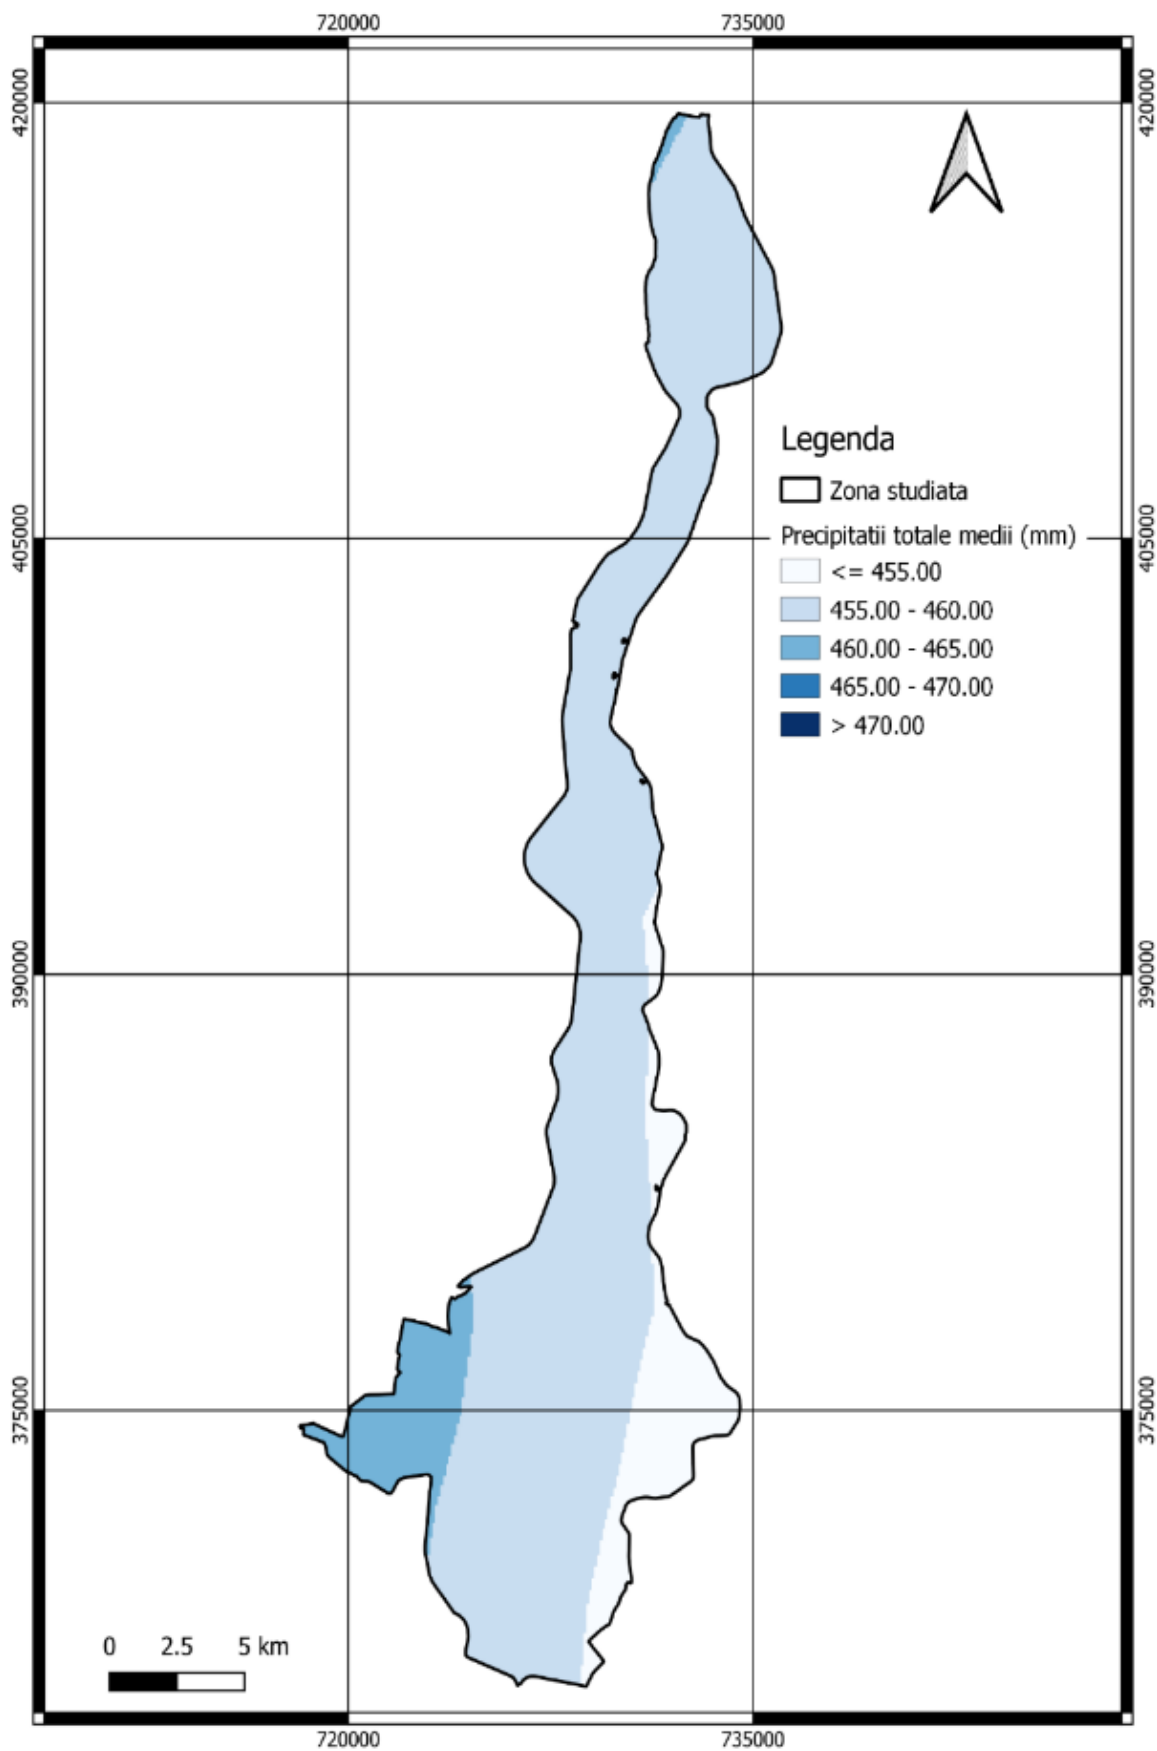 720000 735000
420000 420000
Legenda
Zona studiata
405000 Precipitatii totale medii (mm) 405000
<= 455.00
455.00 - 460.00
460.00 - 465.00
465.00 - 470.00
> 470.00
390000 390000
375000 375000
0 2.5 5 km
720000 735000